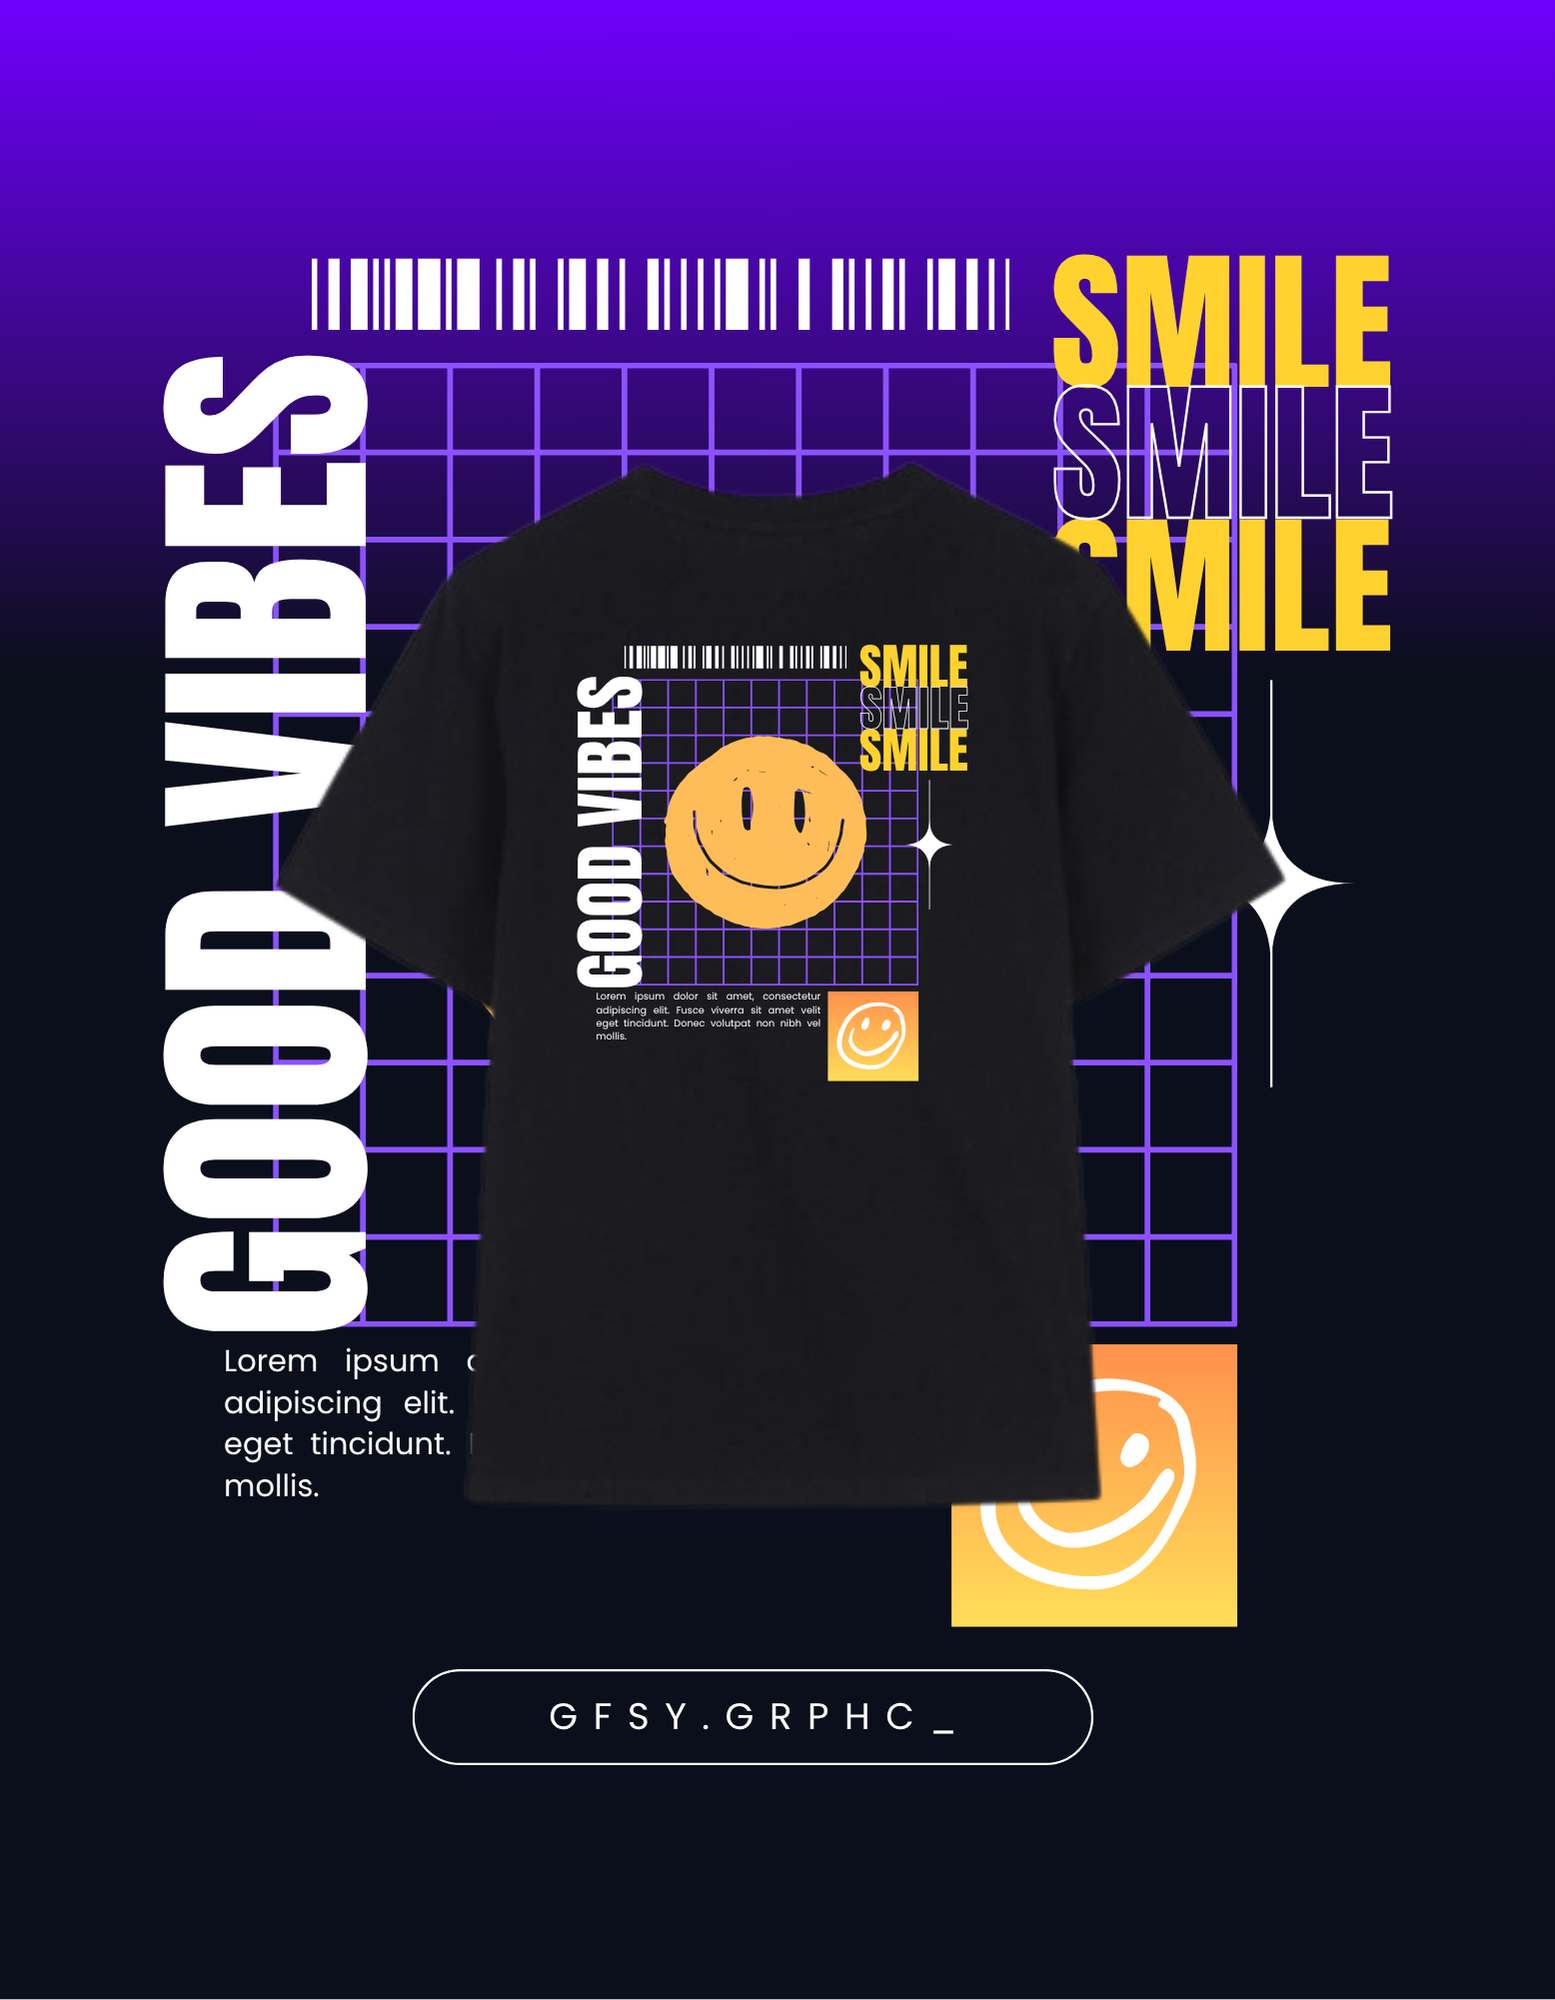 SMILE
SMILE
SMILE
GOOD VIBES
SMILE
SMILE
SMILE
GOOD VIBES
Lorem ipsum dolor sit amet, consectetur
adipiscing elit. Fusce viverra sit amet velit
eget tincidunt. Donec volutpat non nibh vel
mollis.
Lorem ipsum
adipiscing elit.
eget tincidunt.
mollis.
GFSY.GRPHC_